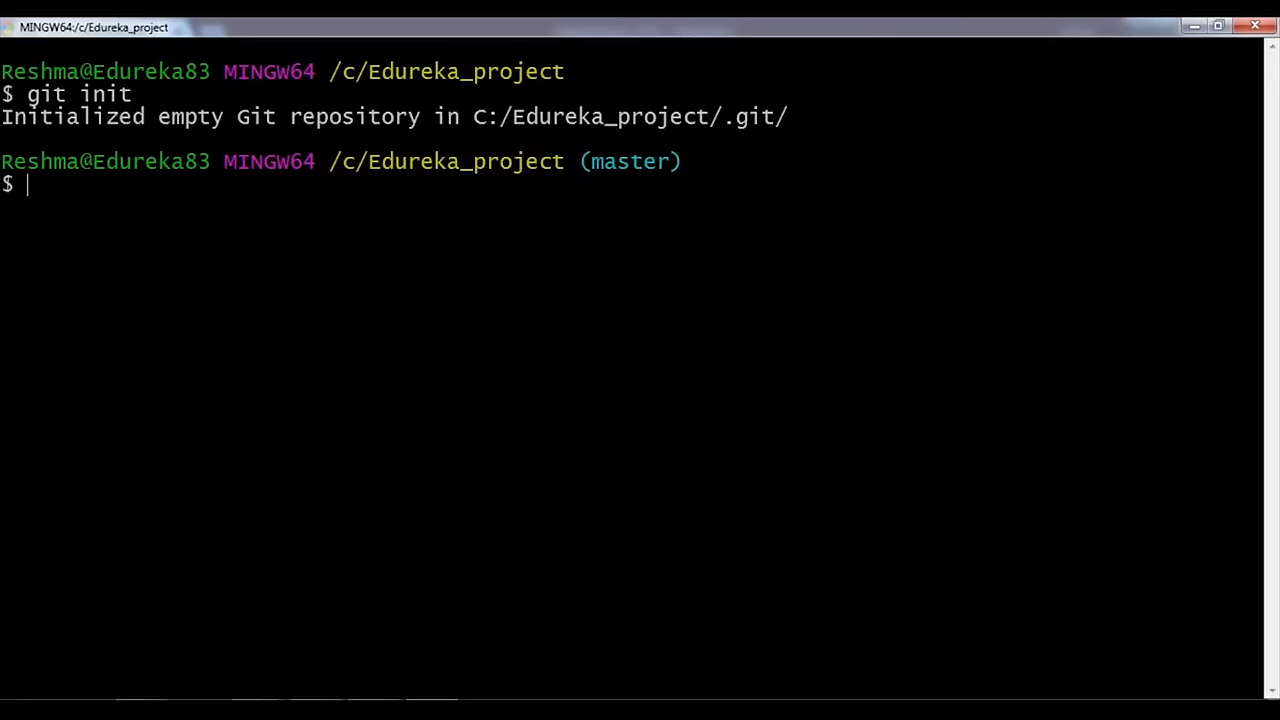 MINGW64:/c/Edureka_project
Reshma@Edureka83 MINGW64 /c/Edureka_project
$ git init
Initialized empty Git repository in C:/Edureka_project/.git/
Reshma@Edureka83 MINGW64 /c/Edureka_project (master)
$